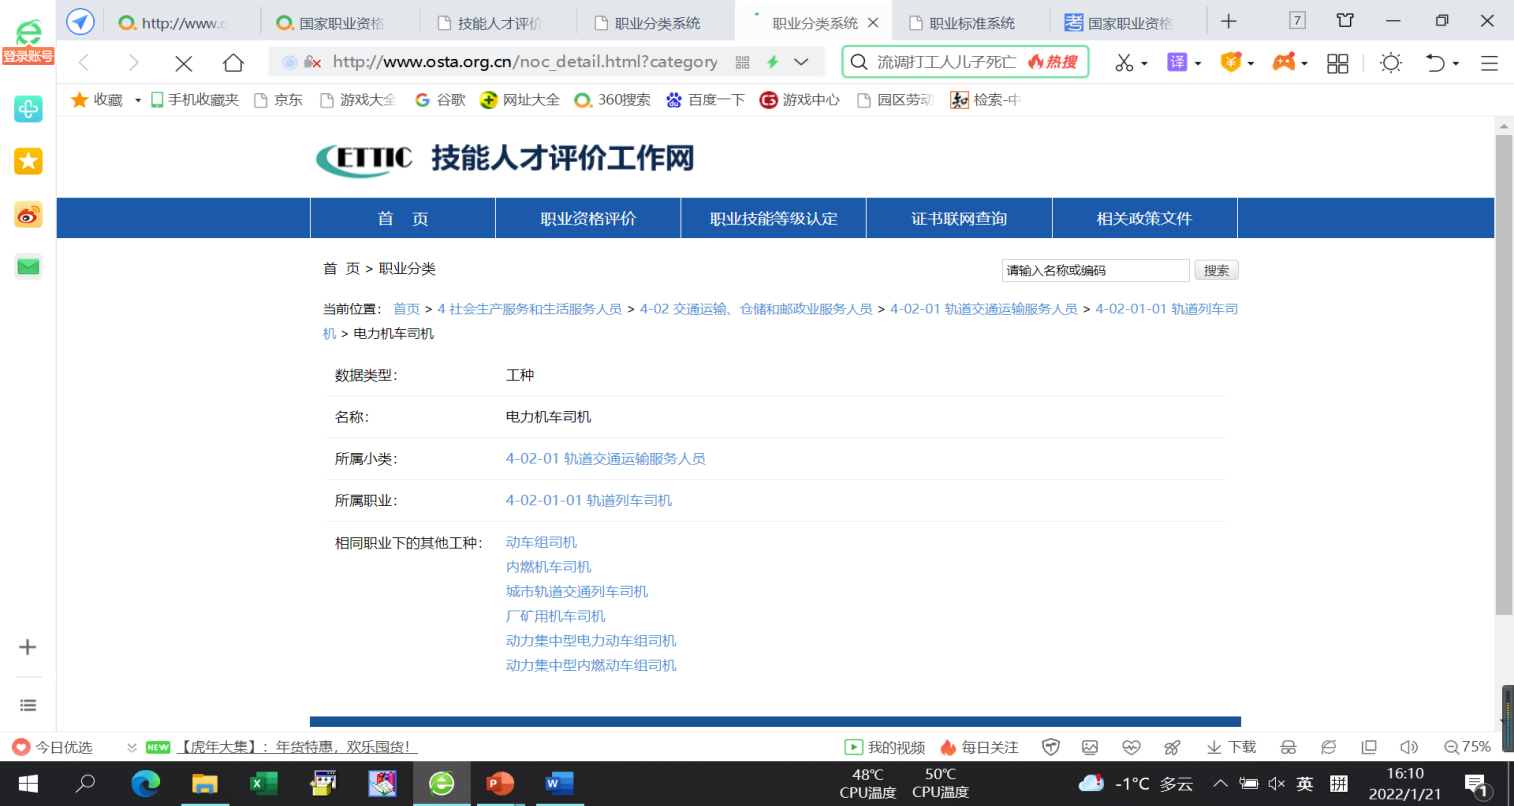 http://www.c
国家职业资格
技能人才评价
职业分类系统
职业分类系统
职业标准系统
国家职业资格
7
登录账号
http://www.osta.org.cn/noc_detail.html?category
流调打工人儿子死亡
热搜
译
收藏
手机收藏夹
京东
游戏大全
谷歌
网址大全
360搜索
百度一下
游戏中心
园区劳动
检索-中
ETTIC 技能人才评价工作网
首 页
职业资格评价
职业技能等级认定
证书联网查询
相关政策文件
首 页 > 职业分类
请输入名称或编码
搜索
当前位置: 首页 > 4 社会生产服务和生活服务人员 > 4-02 交通运输、仓储和邮政业服务人员 > 4-02-01 轨道交通运输服务人员 > 4-02-01-01 轨道列车司
机 > 电力机车司机
数据类型: 工种
名称: 电力机车司机
所属小类: 4-02-01 轨道交通运输服务人员
所属职业: 4-02-01-01 轨道列车司机
相同职业下的其他工种: 动车组司机
内燃机车司机
城市轨道交通列车司机
厂矿用机车司机
动力集中型电力动车组司机
动力集中型内燃动车组司机
今日优选
NEW
【虎年大集】:年货特惠,欢乐囤货!
我的视频
每日关注
下载
75%
48℃ 50℃
CPU温度 CPU温度
-1°C 多云
英
拼
16:10
2022/1/21
1